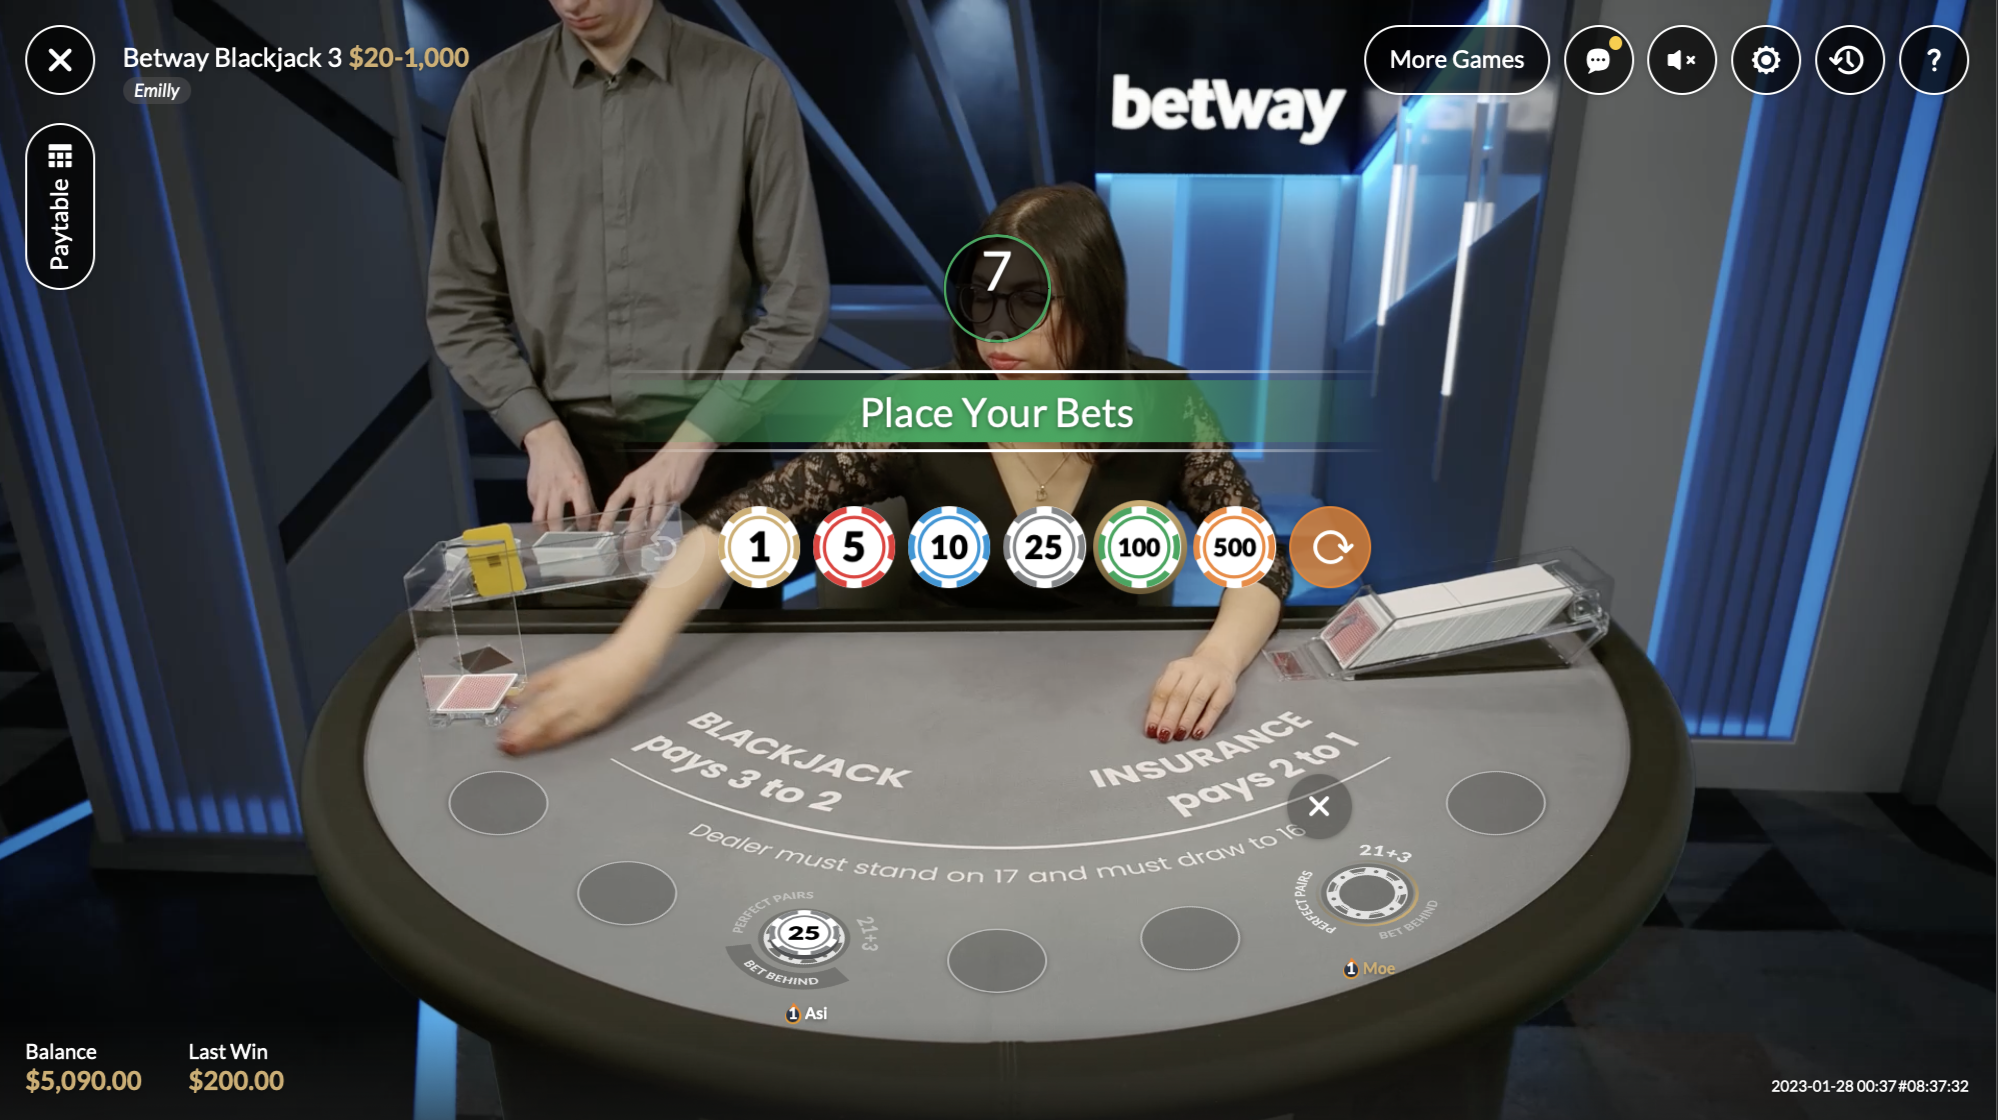 Betway Blackjack 3 $20-1,000
Emilly
Paytable
More Games
?
betway
7
Place Your Bets
5
1
5
10
25
100
500
BLACKJACK
pays 3 to 2
INSURANCE
pays 2 to 1
Dealer must stand on 17 and must draw to 16
PERFECT PAIRS
21+3
25
BET BEHIND
1 Asi
21+3
PERFECT PAIRS
BET BEHIND
1 Moe
Balance
$5,090.00
Last Win
$200.00
2023-01-28 00:37#08:37:32